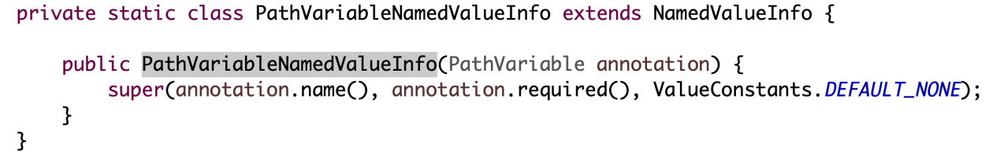 private static class PathVariableNamedValueInfo extends NamedValueInfo {
public PathVariableNamedValueInfo(PathVariable annotation) {
super(annotation.name(), annotation.required(), ValueConstants.DEFAULT_NONE);
}
}